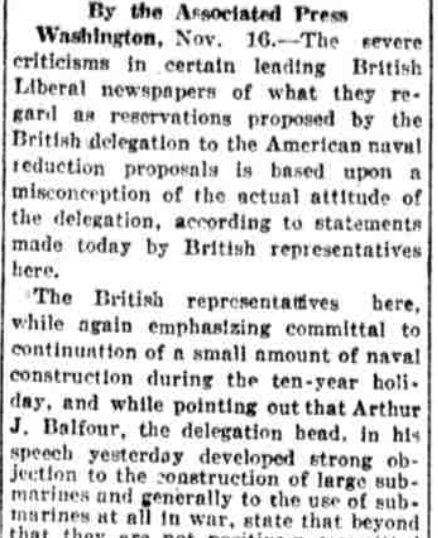 By the Associated Press
Washington, Nov. 16.—The severe
criticisms in certain leading British
Liberal newspapers of what they re-
gard as reservations proposed by the
British delegation to the American naval
reduction proposals is based upon a
misconception of the actual attitude of
the delegation, according to statements
made today by British representatives
here.
The British representatives here,
while again emphasizing committal to
continuation of a small amount of naval
construction during the ten-year holi-
day, and while pointing out that Arthur
J. Balfour, the delegation head, in his
speech yesterday developed strong ob-
jection to the construction of large sub-
marines and generally to the use of sub-
marines at all in war, state that beyond
that they are not